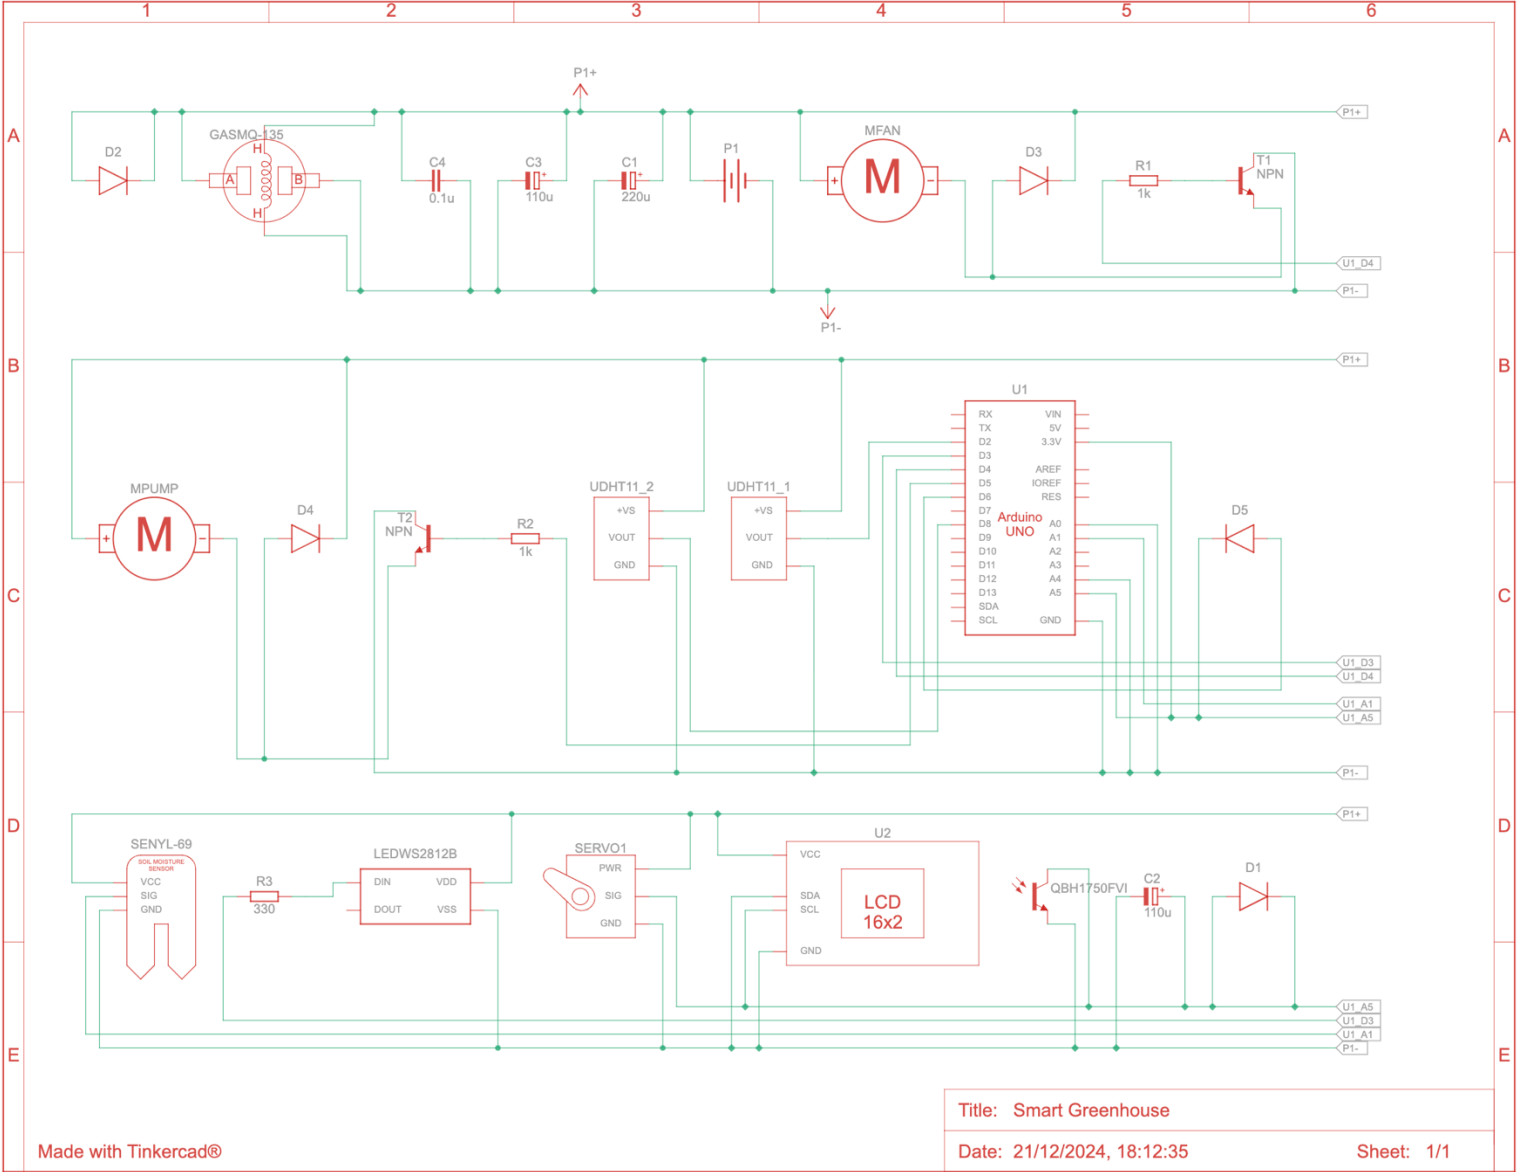 1 2 3 4 5 6
P1+
A A
P1+
GASMQ-135
H
A B
H
D2
C4
0.1u
C3
+
110u
C1
+
220u
P1
MFAN
+ M -
D3
R1
1k
T1
NPN
U1_D4
P1-
P1-
B B
P1+
U1
RX VIN
TX 5V
D2 3.3V
D3
D4 AREF
D5 IOREF
D6 RES
D7
D8 A0
D9 A1
D10 A2
D11 A3
D12 A4
D13 A5
SDA
SCL GND
Arduino
UNO
MPUMP
+ M -
D4
T2
NPN
R2
1k
UDHT11_2
+VS
VOUT
GND
UDHT11_1
+VS
VOUT
GND
D5
C C
U1_D3
U1_D4
U1_A1
U1_A5
P1-
D D
P1+
SENYL-69
SOIL MOISTURE
SENSOR
VCC
SIG
GND
R3
330
LEDWS2812B
DIN VDD
DOUT VSS
SERVO1
PWR
SIG
GND
U2
VCC
SDA
SCL
GND
LCD
16x2
QBH1750FVI
C2
+
110u
D1
U1_A5
U1_D3
U1_A1
P1-
E E
Title: Smart Greenhouse
Made with Tinkercad®
Date: 21/12/2024, 18:12:35 Sheet: 1/1